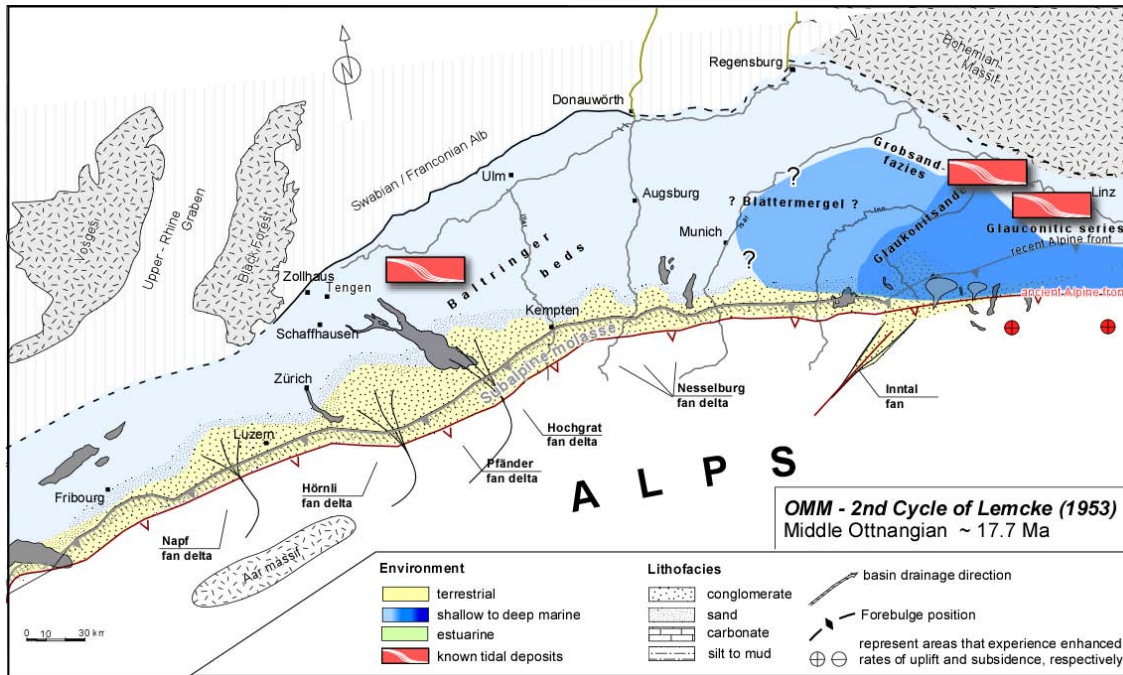 Bohemian
Massif
Regensburg
Donauwörth
N
Swabian / Franconian Alb
Grobsand-
fazies
Ulm
? Blättermergel ?
?
Augsburg
Glaukonitsande
Linz
Glauconitic series
Vosges
Upper - Rhine
Graben
Black Forest
Inn
Isar
Iller
Munich
recent Alpine front
Baltringer
beds
Zollhaus
Tengen
?
ancient Alpine front
Kempten
Schaffhausen
Subalpine molasse
Zürich
Nesselburg
fan delta
Inntal
fan
Hochgrat
fan delta
Luzern
Pfänder
fan delta
ALPS
Hörnli
fan delta
Fribourg
Napf
fan delta
Aar massif
OMM - 2nd Cycle of Lemcke (1953)
Middle Ottnangian ~ 17.7 Ma
Environment
terrestrial
shallow to deep marine
estuarine
known tidal deposits
Lithofacies
conglomerate
sand
carbonate
silt to mud
basin drainage direction
Forebulge position
represent areas that experience enhanced
rates of uplift and subsidence, respectively
0 10 30 km